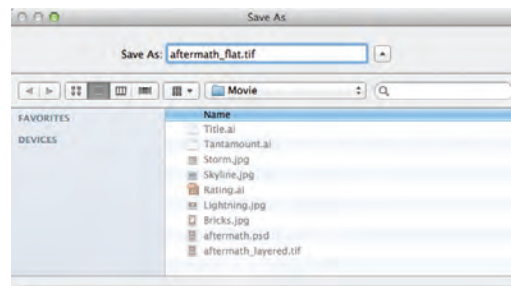 Save As
Save As: aftermath_flat.tif
Movie
FAVORITES
DEVICES
Name
Title.ai
Tantamount.ai
Storm.jpg
Skyline.jpg
Rating.ai
Lightning.jpg
Bricks.jpg
aftermath.psd
aftermath_layered.tif